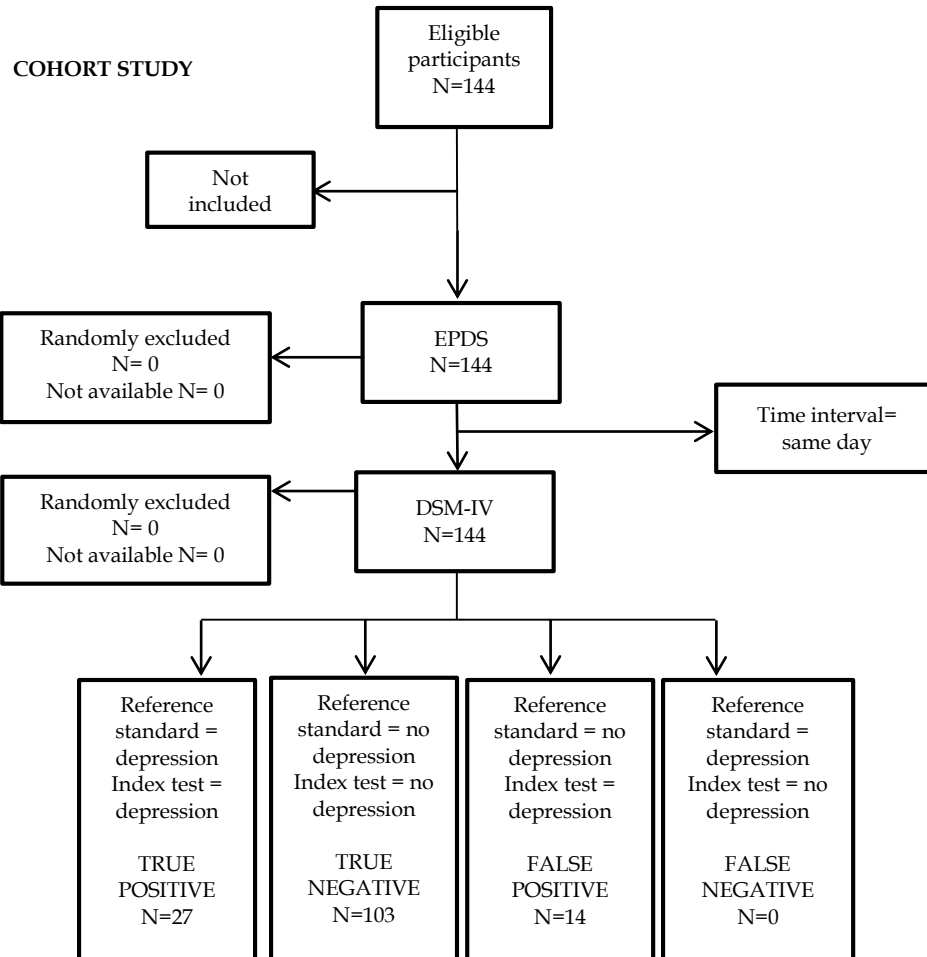 COHORT STUDY
Eligible
participants
N=144
Not
included
EPDS
N=144
Randomly excluded
N= 0
Not available N= 0
Time interval=
same day
DSM-IV
N=144
Randomly excluded
N= 0
Not available N= 0
Reference
standard =
depression
Index test =
depression
TRUE
POSITIVE
N=27
Reference
standard = no
depression
Index test = no
depression
TRUE
NEGATIVE
N=103
Reference
standard = no
depression
Index test =
depression
FALSE
POSITIVE
N=14
Reference
standard =
depression
Index test = no
depression
FALSE
NEGATIVE
N=0